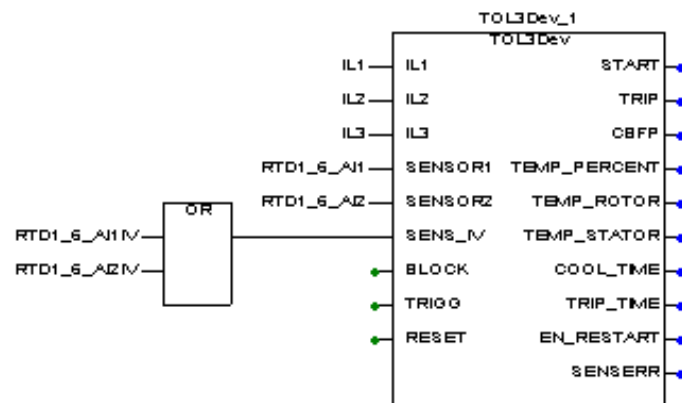 TOL3Dev_1
TOL3Dev
IL1 IL1 START
IL2 IL2 TRIP
IL3 IL3 CBFP
RTD1_6_AI1 SENSOR1 TEMP_PERCENT
RTD1_6_AI2 SENSOR2 TEMP_ROTOR
OR
RTD1_6_AI1IV SENS_IV TEMP_STATOR
RTD1_6_AI2IV BLOCK COOL_TIME
TRIGG TRIP_TIME
RESET EN_RESTART
SENSERR